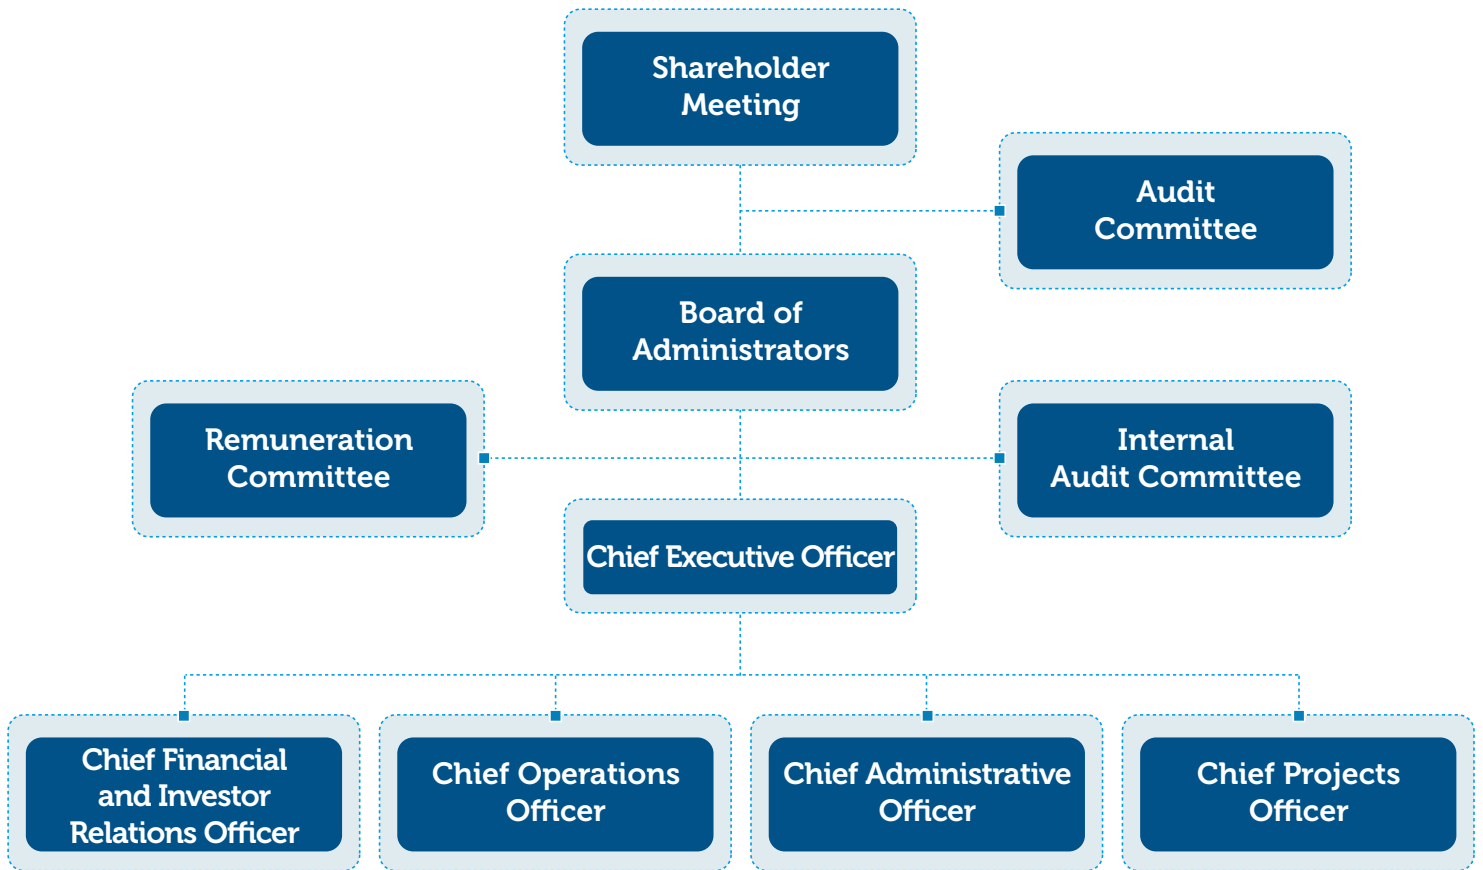 Shareholder
Meeting
Audit
Committee
Board of
Administrators
Remuneration
Committee
Internal
Audit Committee
Chief Executive Officer
Chief Financial
and Investor
Relations Officer
Chief Operations
Officer
Chief Administrative
Officer
Chief Projects
Officer